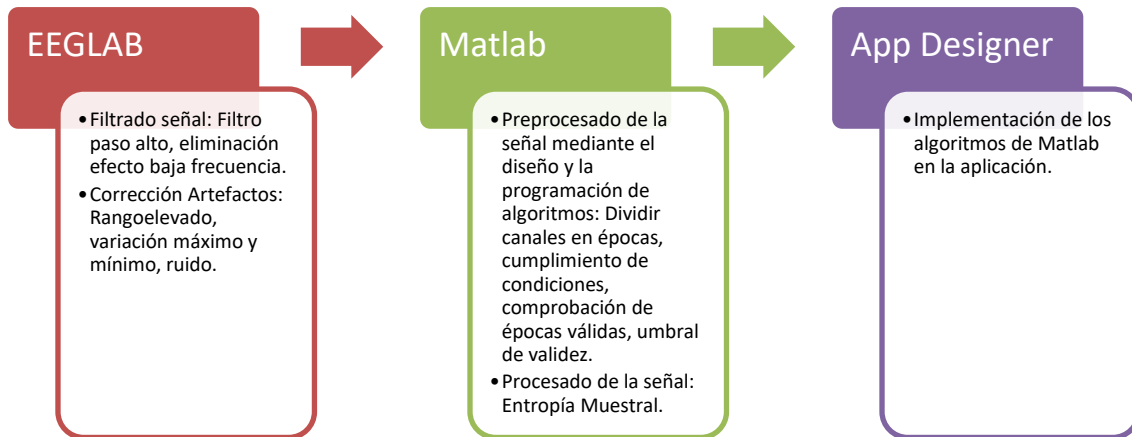 EEGLAB
•Filtrado señal: Filtro
paso alto, eliminación
efecto baja frecuencia.
•Corrección Artefactos:
Rangoelevado,
variación máximo y
mínimo, ruido.
Matlab
•Preprocesado de la
señal mediante el
diseño y la
programación de
algoritmos: Dividir
canales en épocas,
cumplimiento de
condiciones,
comprobación de
épocas válidas, umbral
de validez.
•Procesado de la señal:
Entropía Muestral.
App Designer
•Implementación de los
algoritmos de Matlab
en la aplicación.